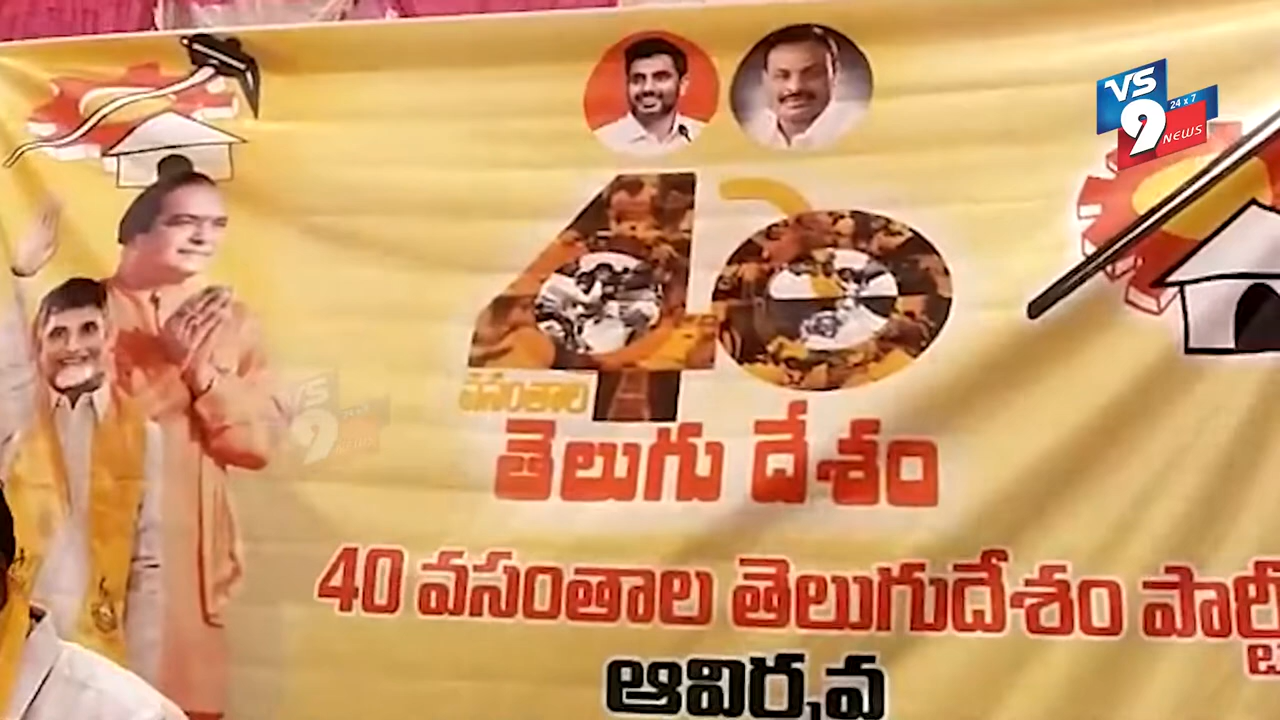 VS
9
24 x 7
NEWS
40
వసంతాల
తెలుగు దేశం
40 వసంతాల తెలుగుదేశం పార్టీ
ఆవిర్భవ